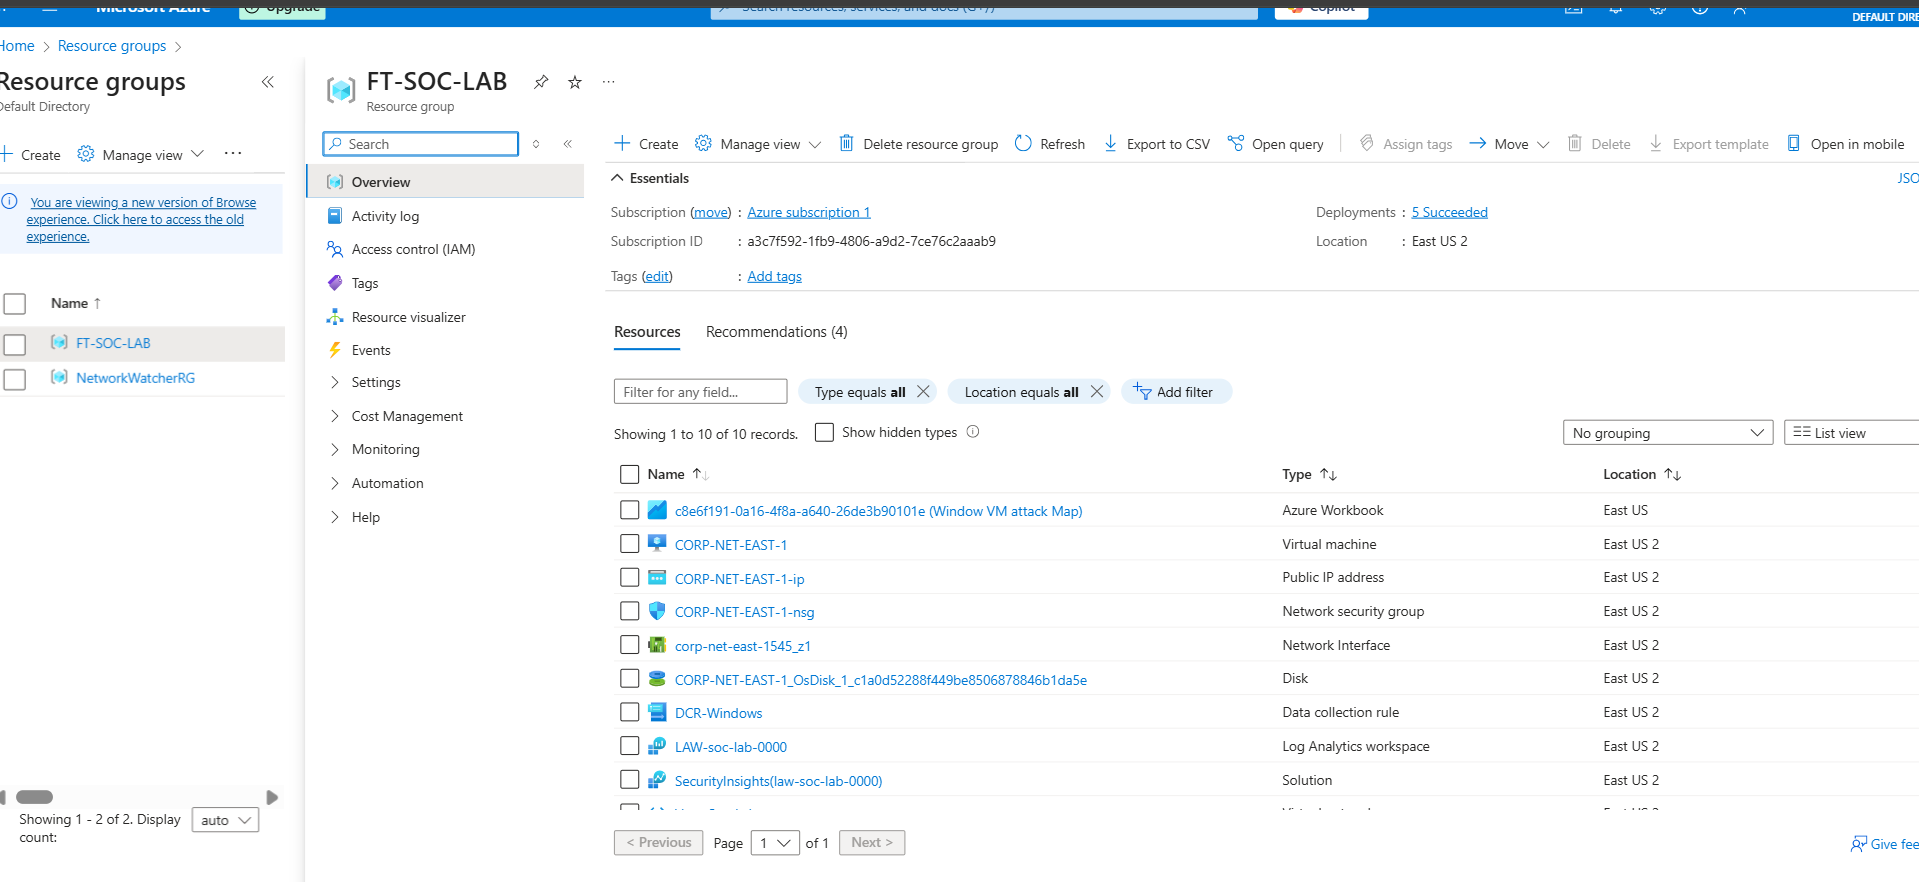 Microsoft Azure
Upgrade
Search resources, services, and docs (G+/)
Copilot
DEFAULT DIRE
Home > Resource groups >
Resource groups
Default Directory
+ Create Manage view ...
You are viewing a new version of Browse
experience. Click here to access the old
experience.
Name ↑
FT-SOC-LAB
NetworkWatcherRG
Showing 1 - 2 of 2. Display
count:
auto
FT-SOC-LAB
Resource group
Search
Overview
Activity log
Access control (IAM)
Tags
Resource visualizer
Events
Settings
Cost Management
Monitoring
Automation
Help
+ Create Manage view Delete resource group Refresh Export to CSV Open query Assign tags Move Delete Export template Open in mobile
Essentials
JSO
Subscription (move) : Azure subscription 1
Subscription ID : a3c7f592-1fb9-4806-a9d2-7ce76c2aaab9
Tags (edit) : Add tags
Deployments : 5 Succeeded
Location : East US 2
Resources Recommendations (4)
Filter for any field... Type equals all Location equals all Add filter
Showing 1 to 10 of 10 records. Show hidden types
No grouping List view
Name ↑↓ Type ↑↓ Location ↑↓
c8e6f191-0a16-4f8a-a640-26de3b90101e (Window VM attack Map) Azure Workbook East US
CORP-NET-EAST-1 Virtual machine East US 2
CORP-NET-EAST-1-ip Public IP address East US 2
CORP-NET-EAST-1-nsg Network security group East US 2
corp-net-east-1545_z1 Network Interface East US 2
CORP-NET-EAST-1_OsDisk_1_c1a0d52288f449be8506878846b1da5e Disk East US 2
DCR-Windows Data collection rule East US 2
LAW-soc-lab-0000 Log Analytics workspace East US 2
SecurityInsights(law-soc-lab-0000) Solution East US 2
< Previous Page 1 of 1 Next >
Give fee